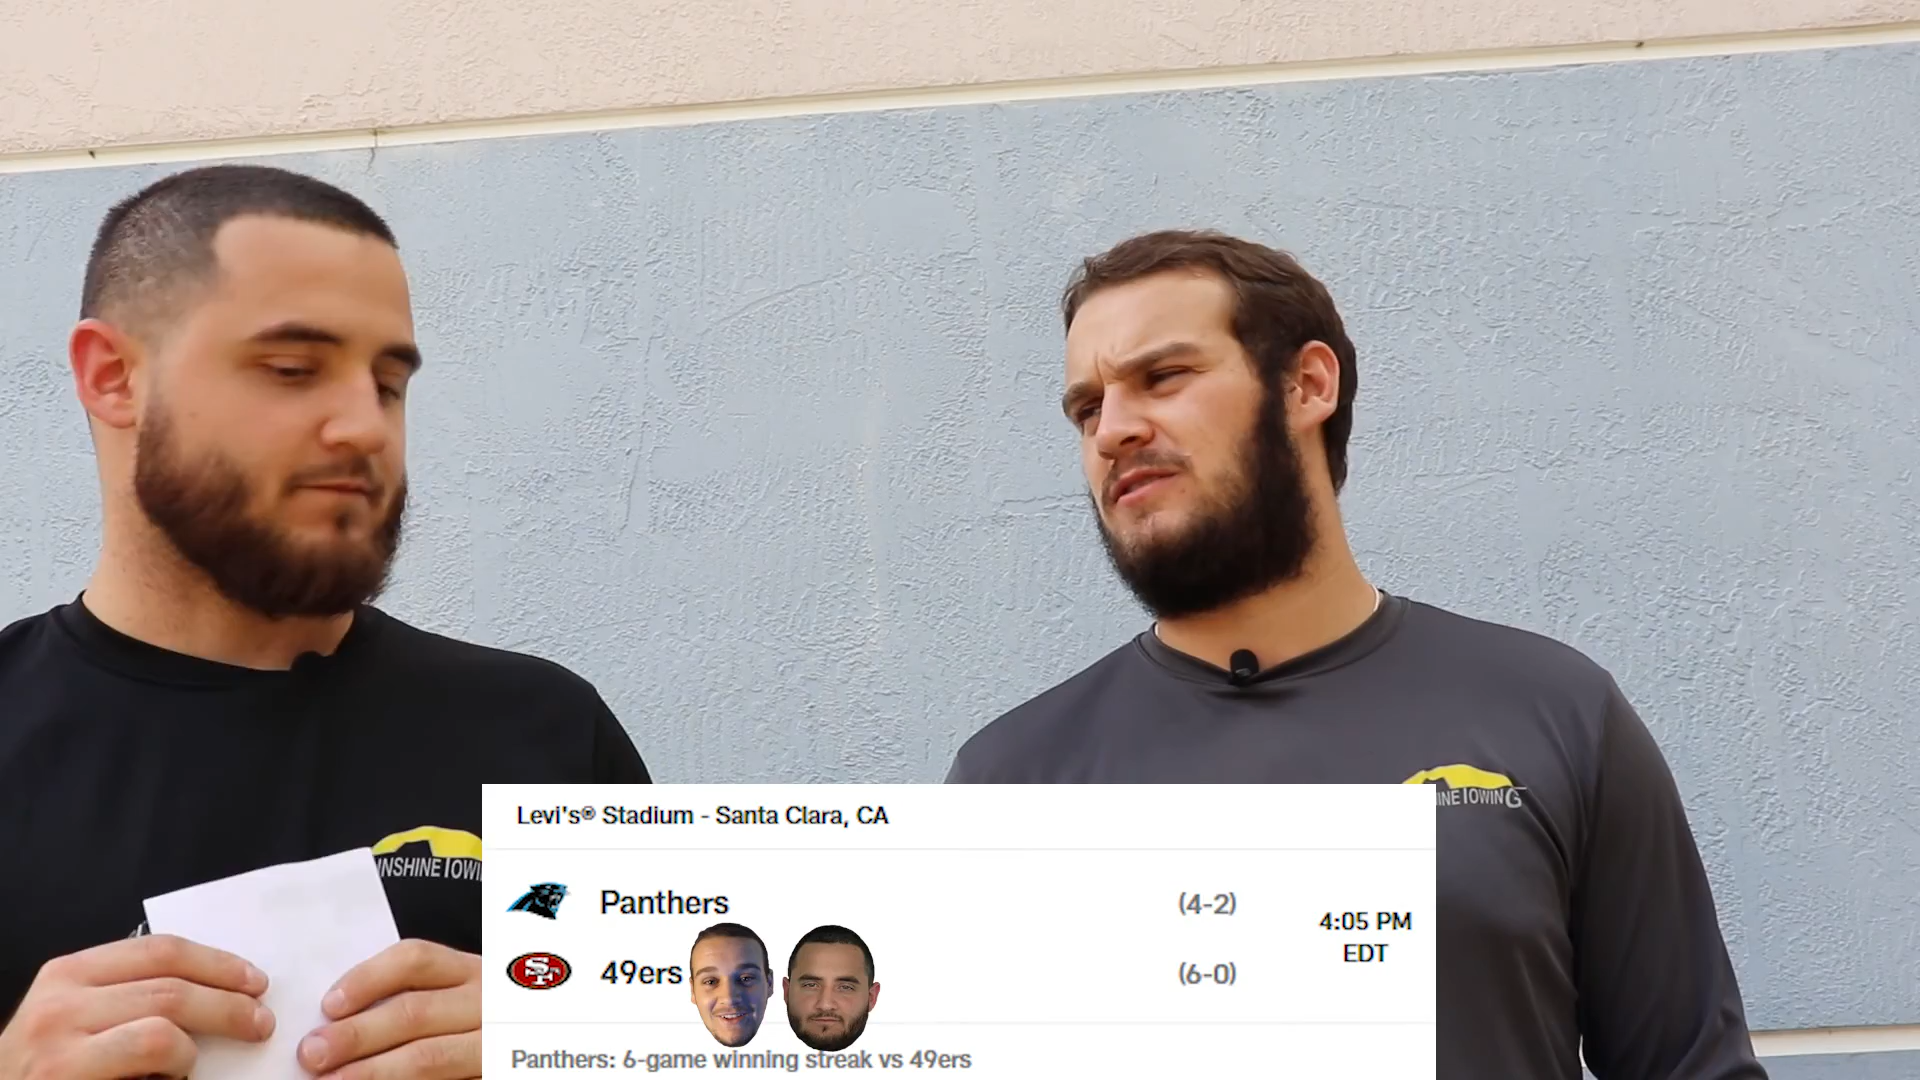 INE TOWING
Levi's® Stadium - Santa Clara, CA
NSHINE TOWI
Panthers
(4-2)
4:05 PM
EDT
SF
49ers
(6-0)
Panthers: 6-game winning streak vs 49ers